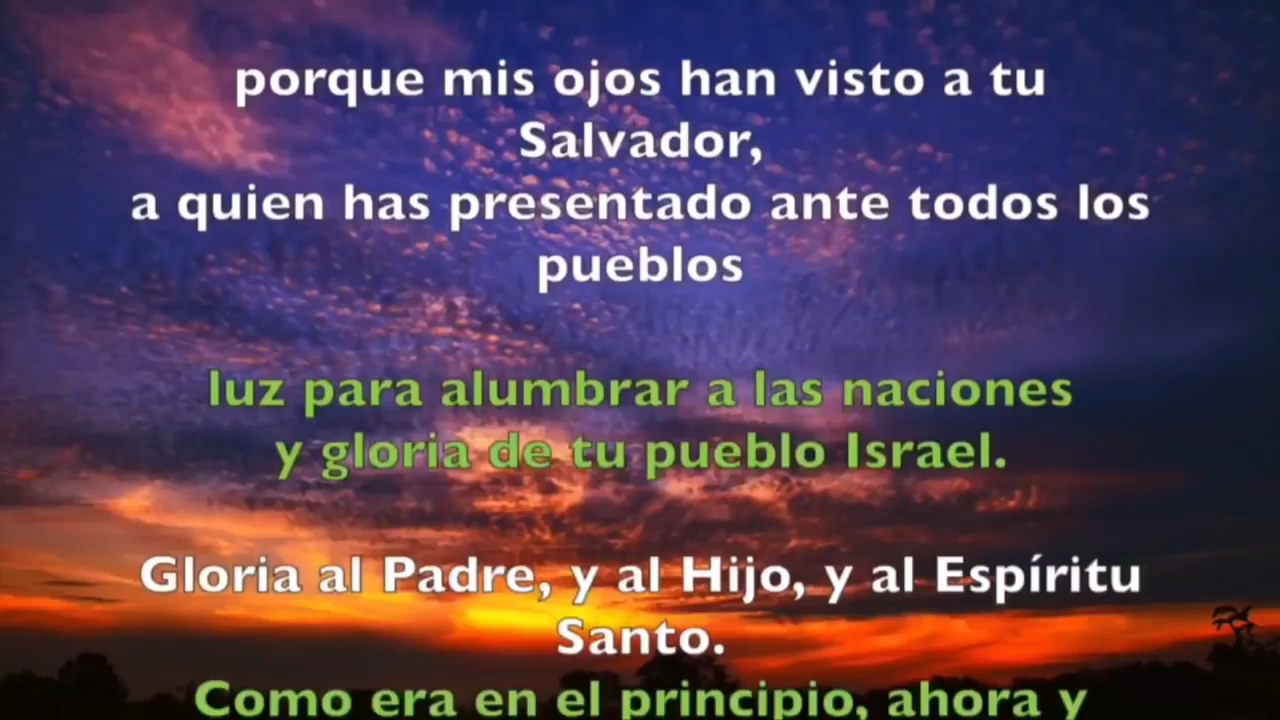 porque mis ojos han visto a tu
Salvador,
a quien has presentado ante todos los
pueblos
luz para alumbrar a las naciones
y gloria de tu pueblo Israel.
Gloria al Padre, y al Hijo, y al Espíritu
Santo.
Como era en el principio, ahora y